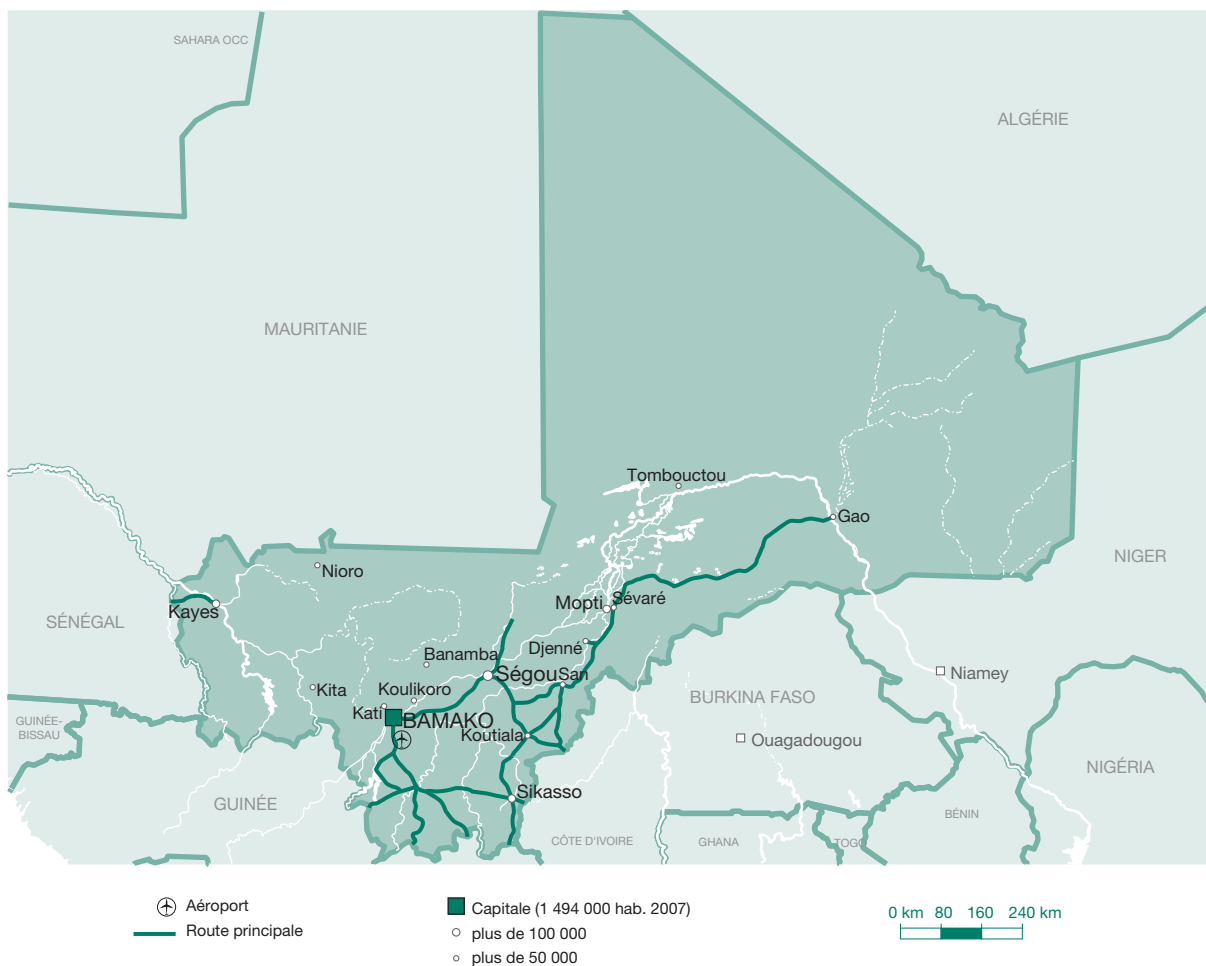 SAHARA OCC
ALGÉRIE
MAURITANIE
Tombouctou
Gao
NIGER
Nioro
Kayes
Mopti
Sévaré
SÉNÉGAL
Djenné
Banamba
Ségou
San
Niamey
Kita
Koulikoro
BURKINA FASO
Kati
BAMAKO
GUINÉE-
BISSAU
Koutiala
Ouagadougou
NIGÉRIA
GUINÉE
Sikasso
BÉNIN
CÔTE D'IVOIRE
GHANA
TOGO
Aéroport
Route principale
Capitale (1 494 000 hab. 2007)
plus de 100 000
plus de 50 000
0 km 80 160 240 km